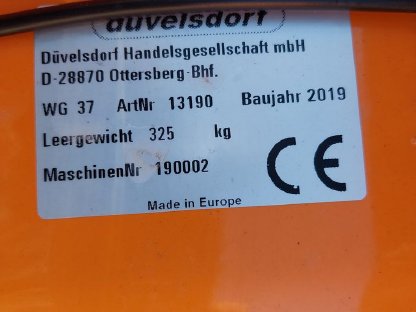 düvelsdorf
Düvelsdorf Handelsgesellschaft mbH
D-28870 Ottersberg-Bhf.
WG 37 ArtNr 13190 Baujahr 2019
Leergewicht 325 kg
MaschinenNr 190002
CE
Made in Europe